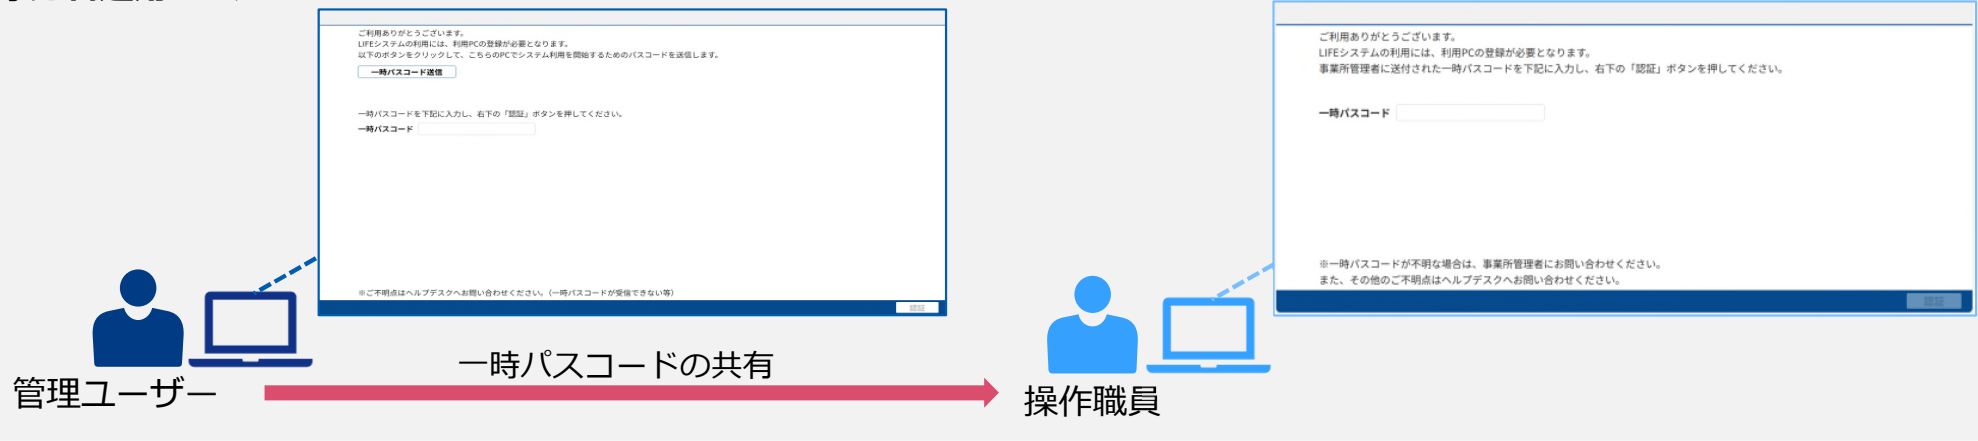 ご利用ありがとうございます。
LIFEシステムの利用には、利用PCの登録が必要となります。
以下のボタンをクリックして、こちらのPCでシステム利用を開始するためのパスコードを送信します。
一時パスコード送信
一時パスコードを下記に入力し、右下の「認証」ボタンを押してください。
一時パスコード
※ご不明点はヘルプデスクへお問い合わせください。(一時パスコードが受信できない等)
認証
ご利用ありがとうございます。
LIFEシステムの利用には、利用PCの登録が必要となります。
事業所管理者に送付された一時パスコードを下記に入力し、右下の「認証」ボタンを押してください。
一時パスコード
※一時パスコードが不明な場合は、事業所管理者にお問い合わせください。
また、その他のご不明点はヘルプデスクへお問い合わせください。
認証
管理ユーザー
一時パスコードの共有
操作職員